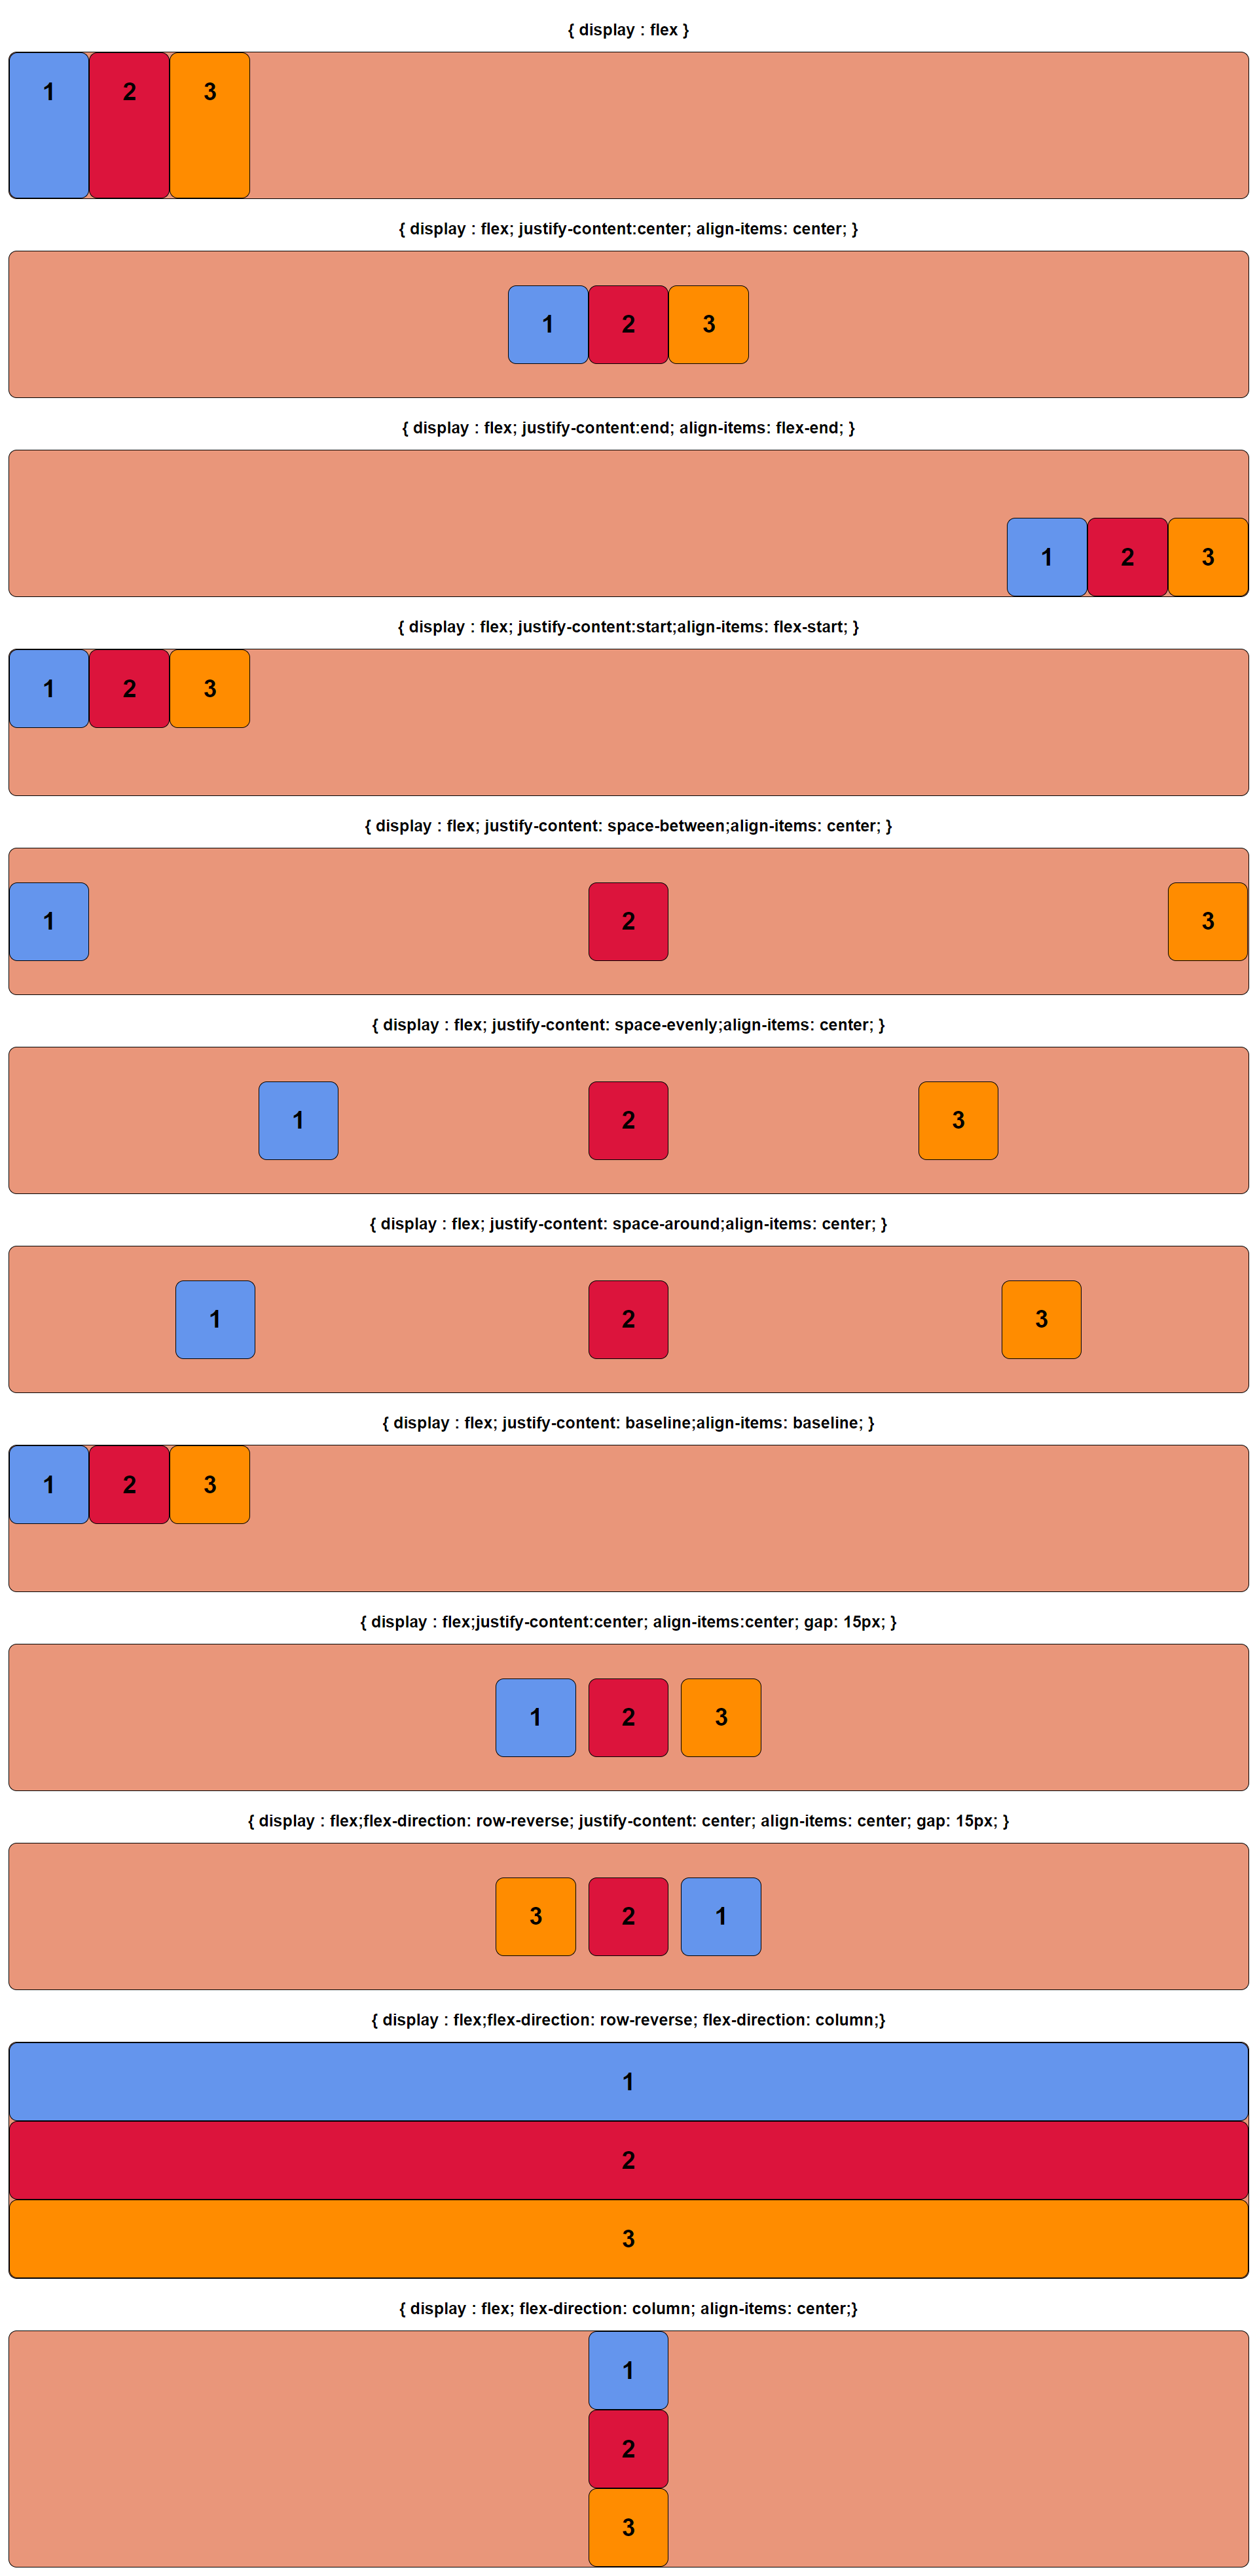 { display : flex }
1 2 3
{ display : flex; justify-content:center; align-items: center; }
1 2 3
{ display : flex; justify-content:end; align-items: flex-end; }
1 2 3
{ display : flex; justify-content:start;align-items: flex-start; }
1 2 3
{ display : flex; justify-content: space-between;align-items: center; }
1 2 3
{ display : flex; justify-content: space-evenly;align-items: center; }
1 2 3
{ display : flex; justify-content: space-around;align-items: center; }
1 2 3
{ display : flex; justify-content: baseline;align-items: baseline; }
1 2 3
{ display : flex;justify-content:center; align-items:center; gap: 15px; }
1 2 3
{ display : flex;flex-direction: row-reverse; justify-content: center; align-items: center; gap: 15px; }
3 2 1
{ display : flex;flex-direction: row-reverse; flex-direction: column;}
1
2
3
{ display : flex; flex-direction: column; align-items: center;}
1
2
3